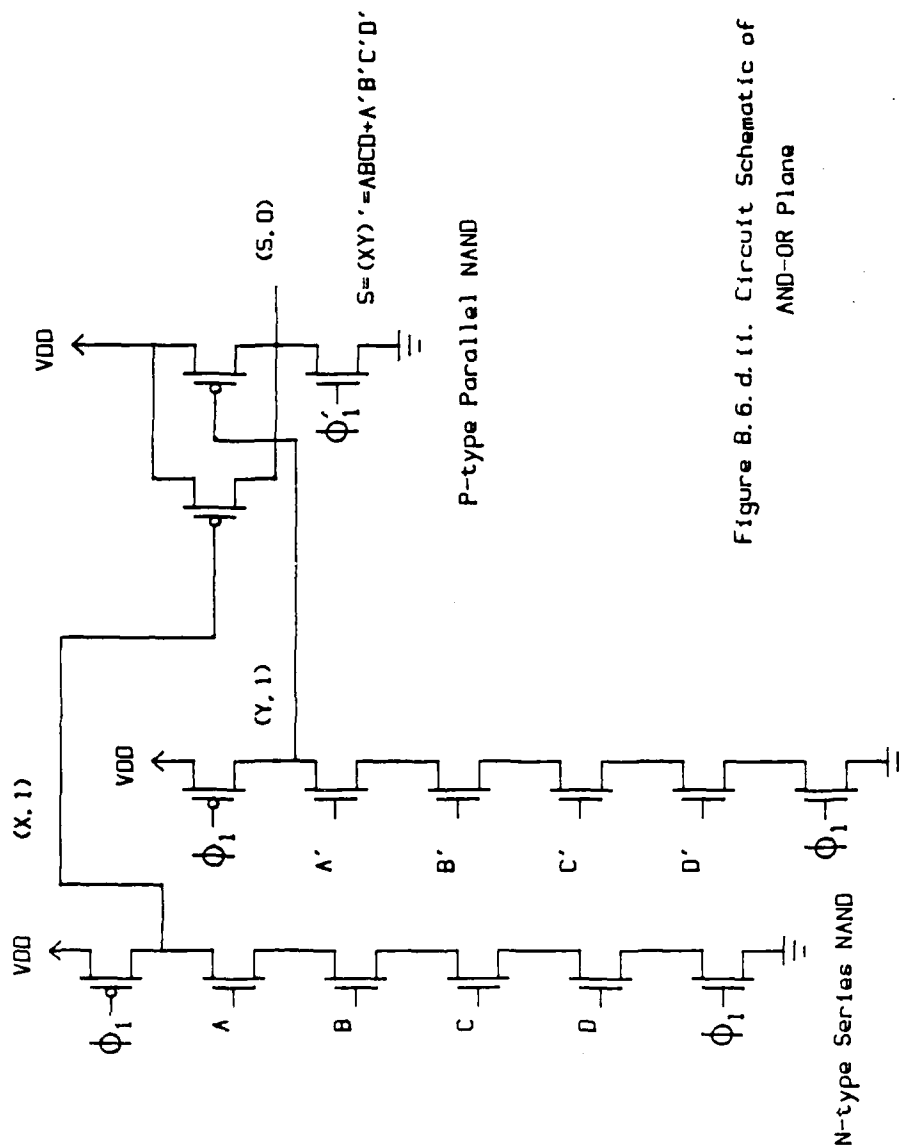 VDD
(X,1)
ϕ1
A
B
C
D
ϕ1
N-type Series NAND
VDD
(Y,1)
ϕ1
A'
B'
C'
D'
ϕ1
VDD
(S,0)
ϕ1'
S=(XY)'=ABCD+A'B'C'D'
P-type Parallel NAND
Figure B.6.d.ii. Circuit Schematic of
AND-OR Plane